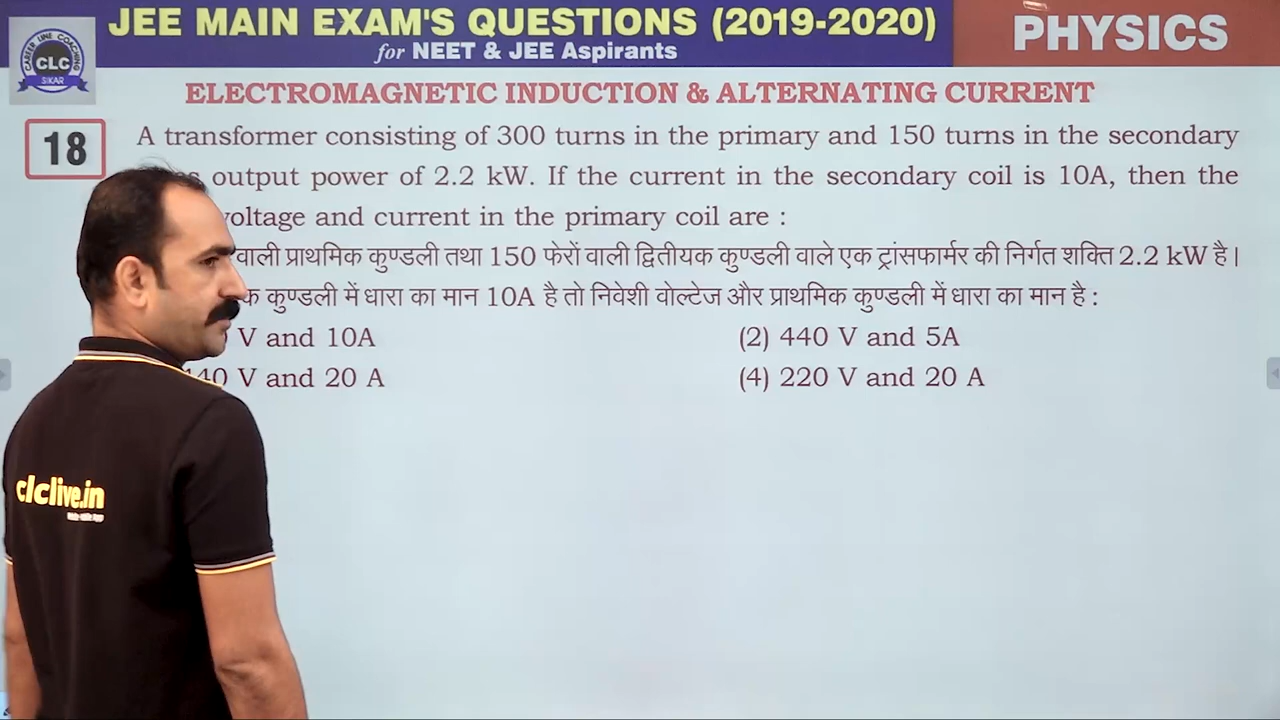 JEE MAIN EXAM'S QUESTIONS (2019-2020)
for NEET & JEE Aspirants
PHYSICS
CAREER LINE COACHING
CLC
SIKAR
ELECTROMAGNETIC INDUCTION & ALTERNATING CURRENT
18
A transformer consisting of 300 turns in the primary and 150 turns in the secondary
output power of 2.2 kW. If the current in the secondary coil is 10A, then the
voltage and current in the primary coil are :
वाली प्राथमिक कुण्डली तथा 150 फेरों वाली द्वितीयक कुण्डली वाले एक ट्रांसफार्मर की निर्गत शक्ति 2.2 kW है।
क कुण्डली में धारा का मान 10A है तो निवेशी वोल्टेज और प्राथमिक कुण्डली में धारा का मान है :
V and 10A
(2) 440 V and 5A
V and 20 A
(4) 220 V and 20 A
clclive.in